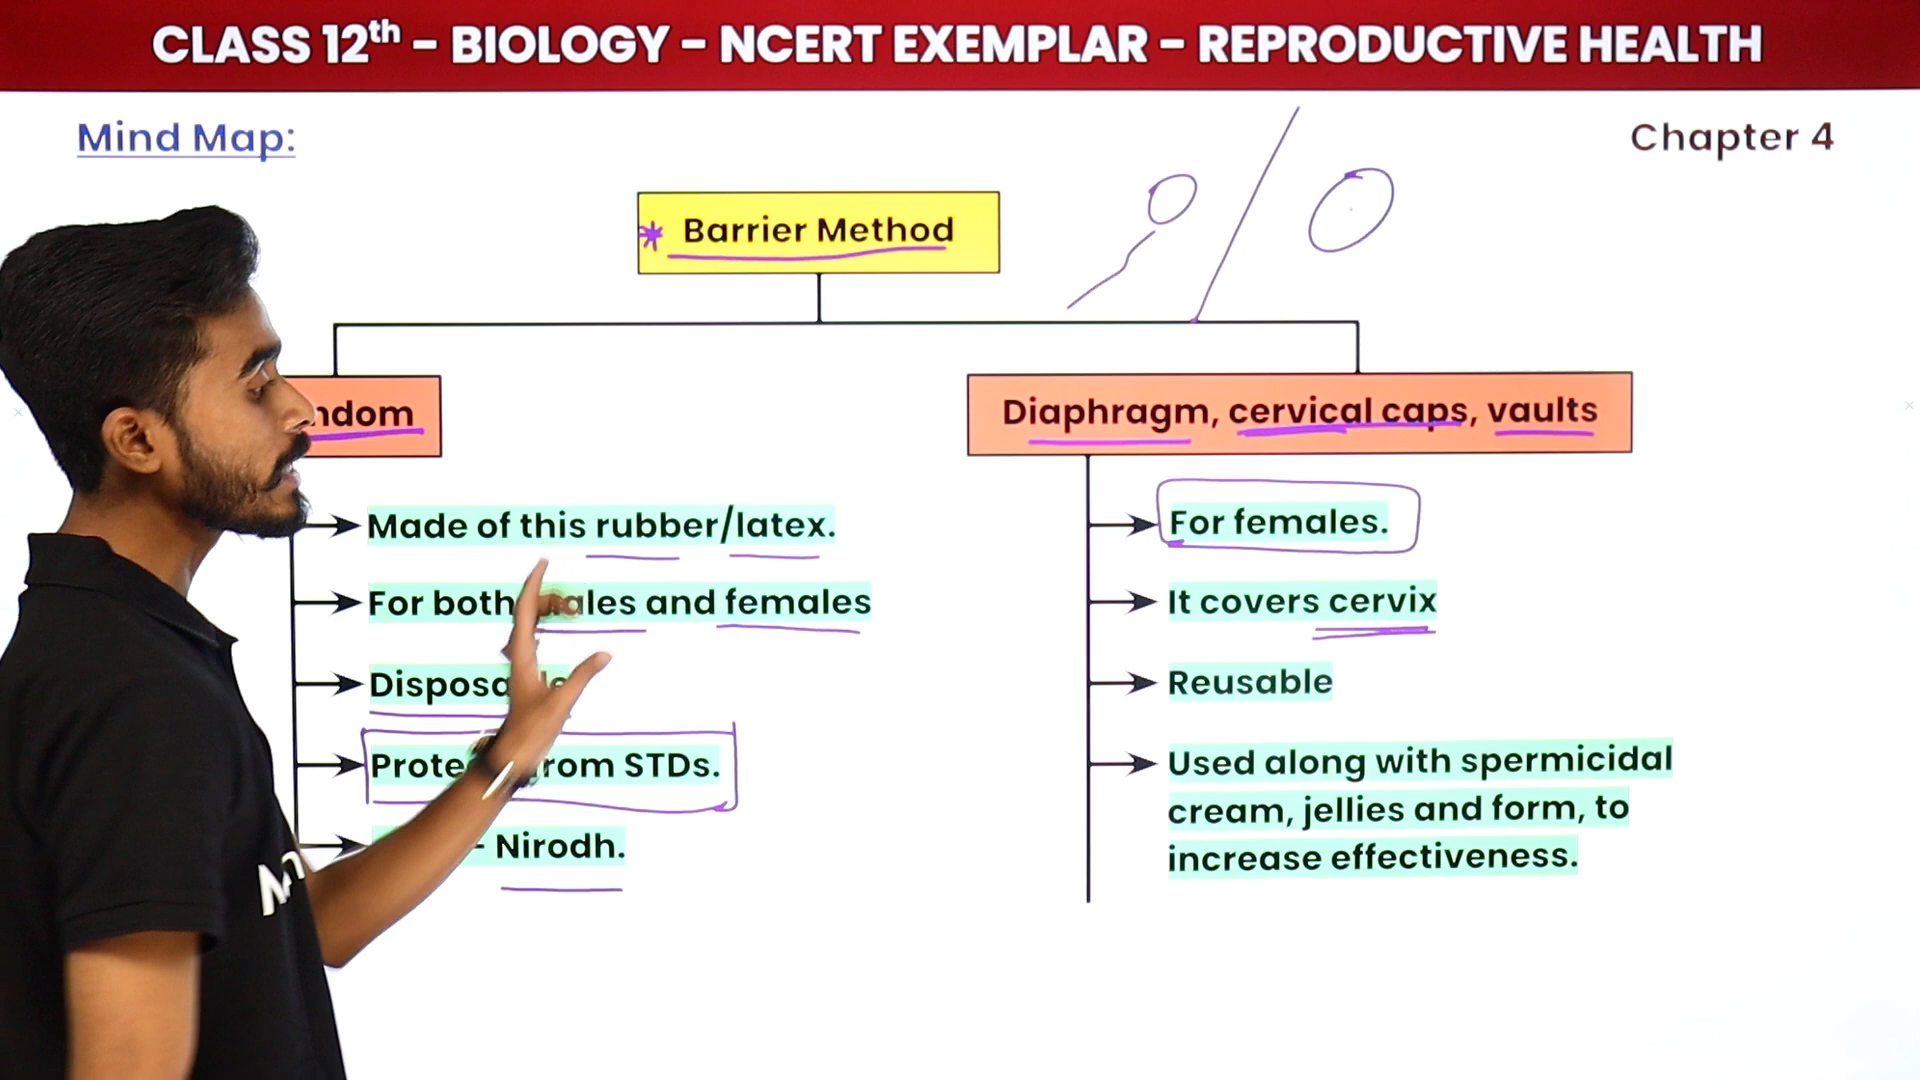 CLASS 12th - BIOLOGY - NCERT EXEMPLAR - REPRODUCTIVE HEALTH
Mind Map:
Chapter 4
Barrier Method
ndom
Made of this rubber/latex.
For both ales and females
Disposa le
Prote rom STDs.
- Nirodh.
Diaphragm, cervical caps, vaults
For females.
It covers cervix
Reusable
Used along with spermicidal
cream, jellies and form, to
increase effectiveness.